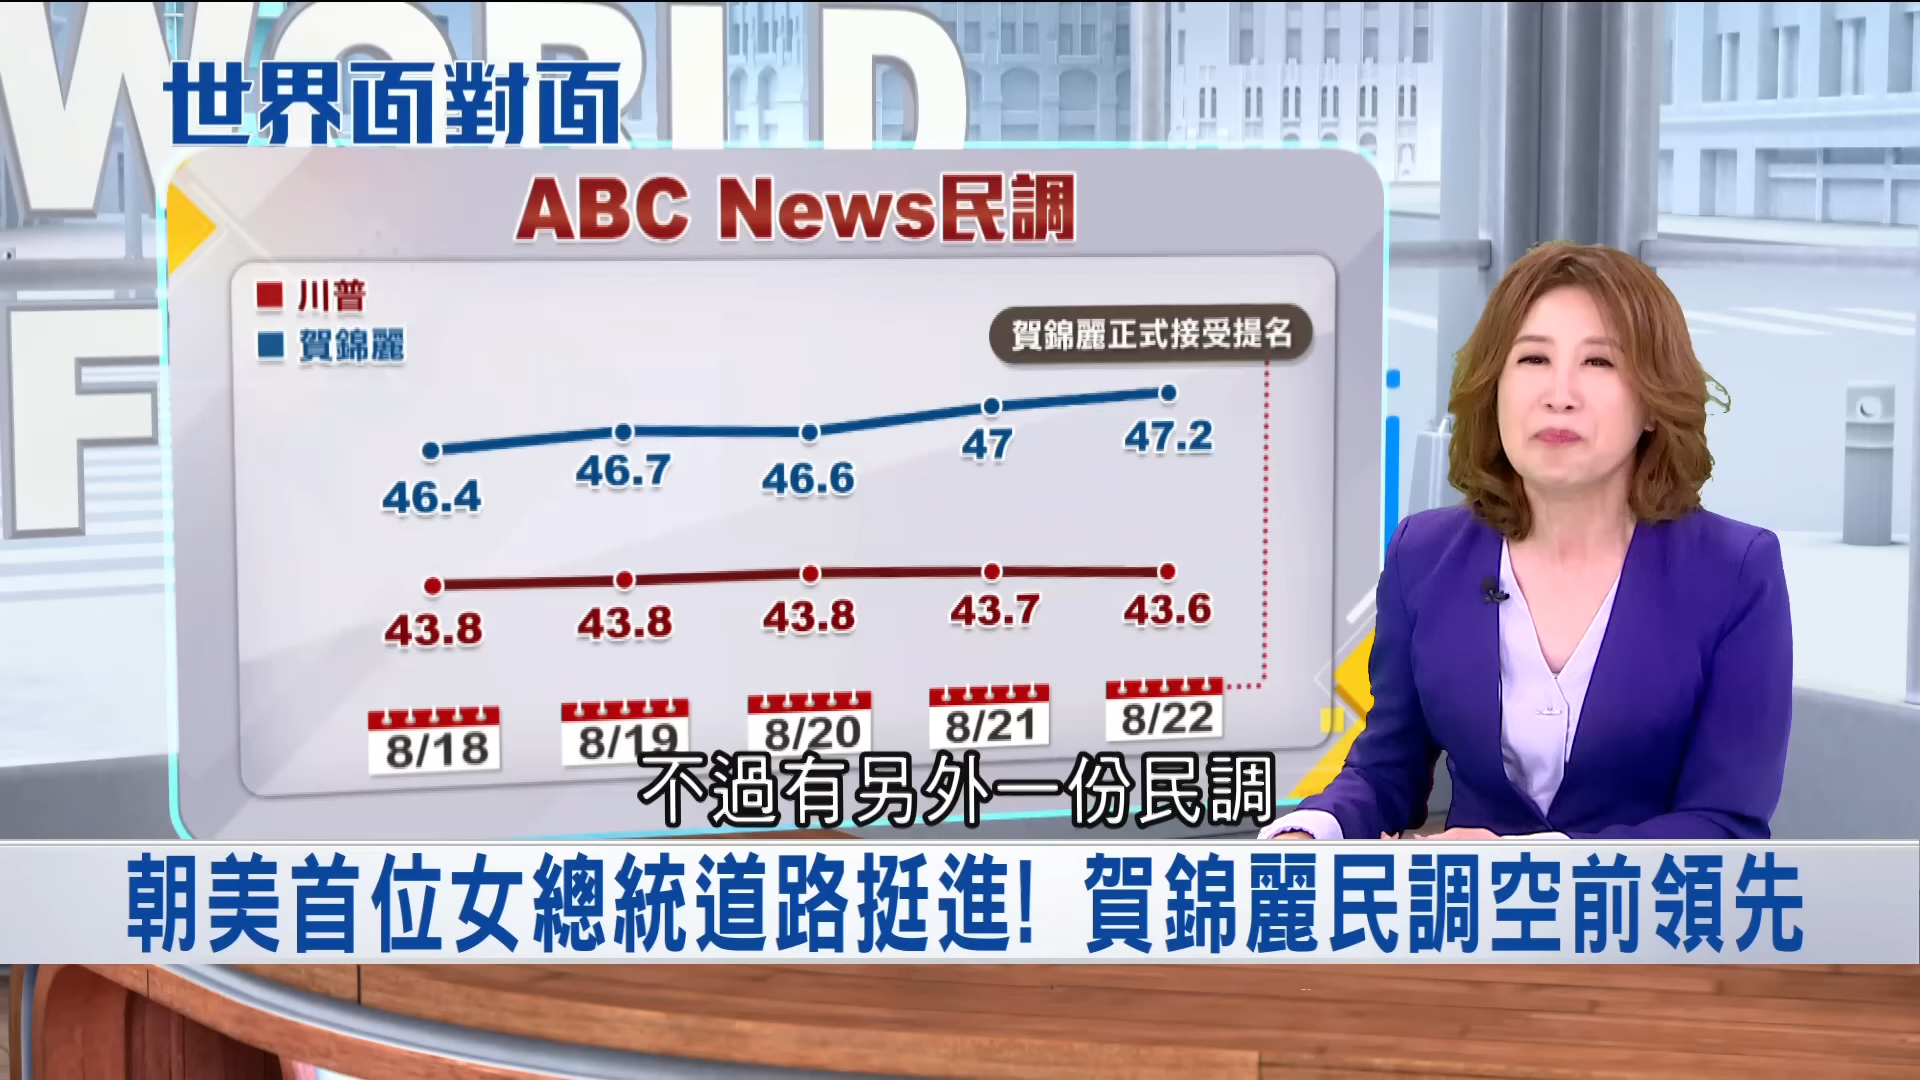 WORLD
世界面對面
F
ABC News民調
川普
賀錦麗
賀錦麗正式接受提名
46.4
46.7
46.6
47
47.2
43.8
43.8
43.8
43.7
43.6
8/18
8/19
8/20
8/21
8/22
不過有另外一份民調
朝美首位女總統道路挺進! 賀錦麗民調空前領先